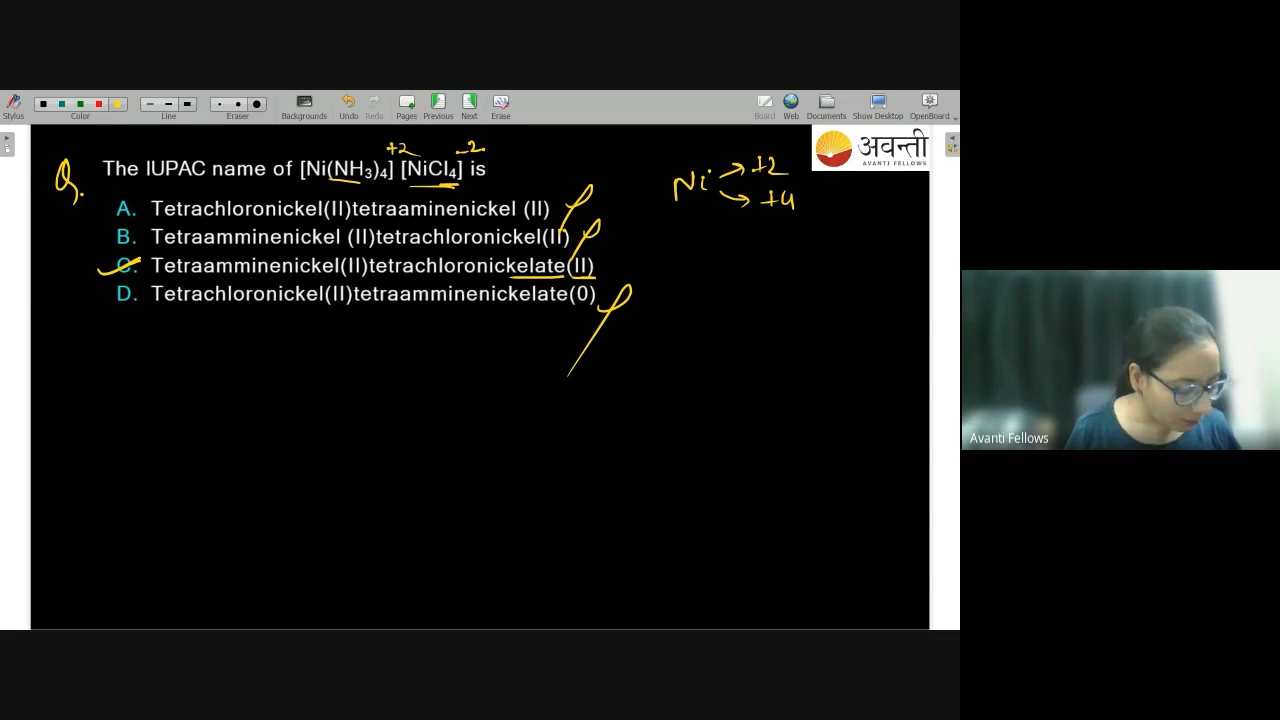 Stylus
Color
Line
Eraser
Backgrounds
Undo
Redo
Pages
Previous
Next
Erase
Board
Web
Documents
Show Desktop
OpenBoard
अवन्ती
AVANTI FELLOWS
+2 -2
Q. The IUPAC name of [Ni(NH₃)₄] [NiCl₄] is
Ni → +2
→ +4
A. Tetrachloronickel(II)tetraaminenickel (II)
B. Tetraamminenickel (II)tetrachloronickel(II)
C. Tetraamminenickel(II)tetrachloronickelate(II)
D. Tetrachloronickel(II)tetraamminenickelate(0)
Avanti Fellows